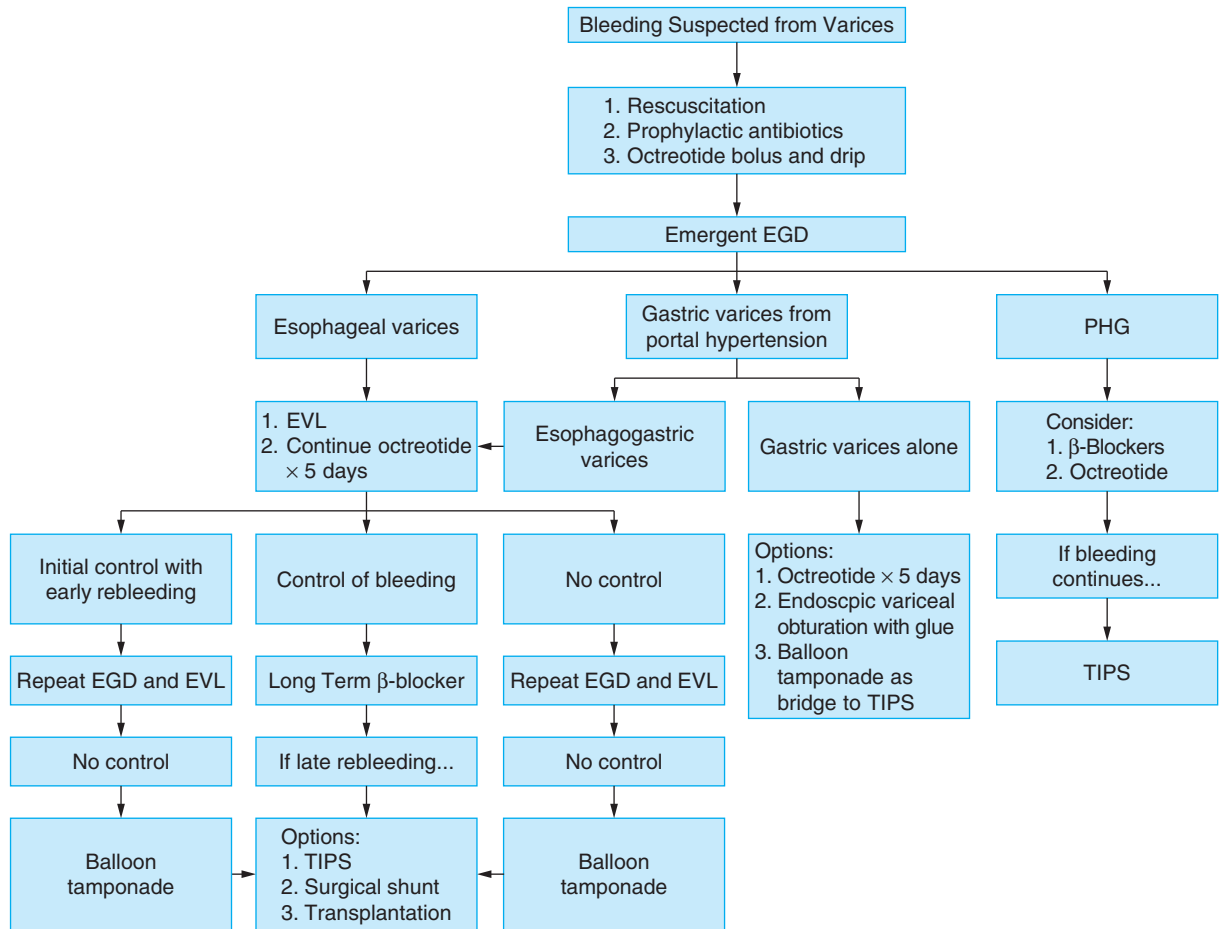 Bleeding Suspected from Varices
1. Rescuscitation
2. Prophylactic antibiotics
3. Octreotide bolus and drip
Emergent EGD
Esophageal varices
Gastric varices from
portal hypertension
PHG
1. EVL
2. Continue octreotide
× 5 days
Esophagogastric
varices
Gastric varices alone
Consider:
1. β-Blockers
2. Octreotide
Initial control with
early rebleeding
Control of bleeding
No control
Options:
1. Octreotide × 5 days
2. Endoscpic variceal
obturation with glue
3. Balloon
tamponade as
bridge to TIPS
If bleeding
continues...
Repeat EGD and EVL
Long Term β-blocker
Repeat EGD and EVL
TIPS
No control
If late rebleeding...
No control
Balloon
tamponade
Options:
1. TIPS
2. Surgical shunt
3. Transplantation
Balloon
tamponade